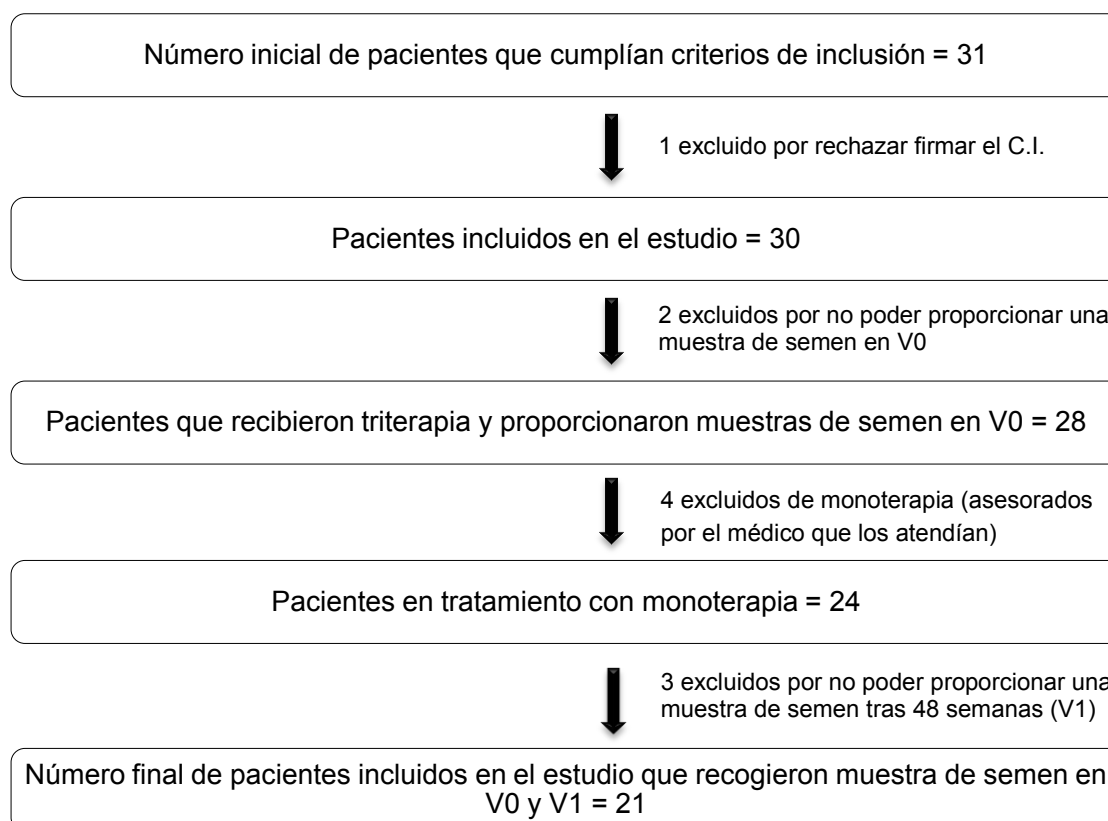 Número inicial de pacientes que cumplían criterios de inclusión = 31
1 excluido por rechazar firmar el C.I.
Pacientes incluidos en el estudio = 30
2 excluidos por no poder proporcionar una
muestra de semen en V0
Pacientes que recibieron triterapia y proporcionaron muestras de semen en V0 = 28
4 excluidos de monoterapia (asesorados
por el médico que los atendían)
Pacientes en tratamiento con monoterapia = 24
3 excluidos por no poder proporcionar una
muestra de semen tras 48 semanas (V1)
Número final de pacientes incluidos en el estudio que recogieron muestra de semen en
V0 y V1 = 21